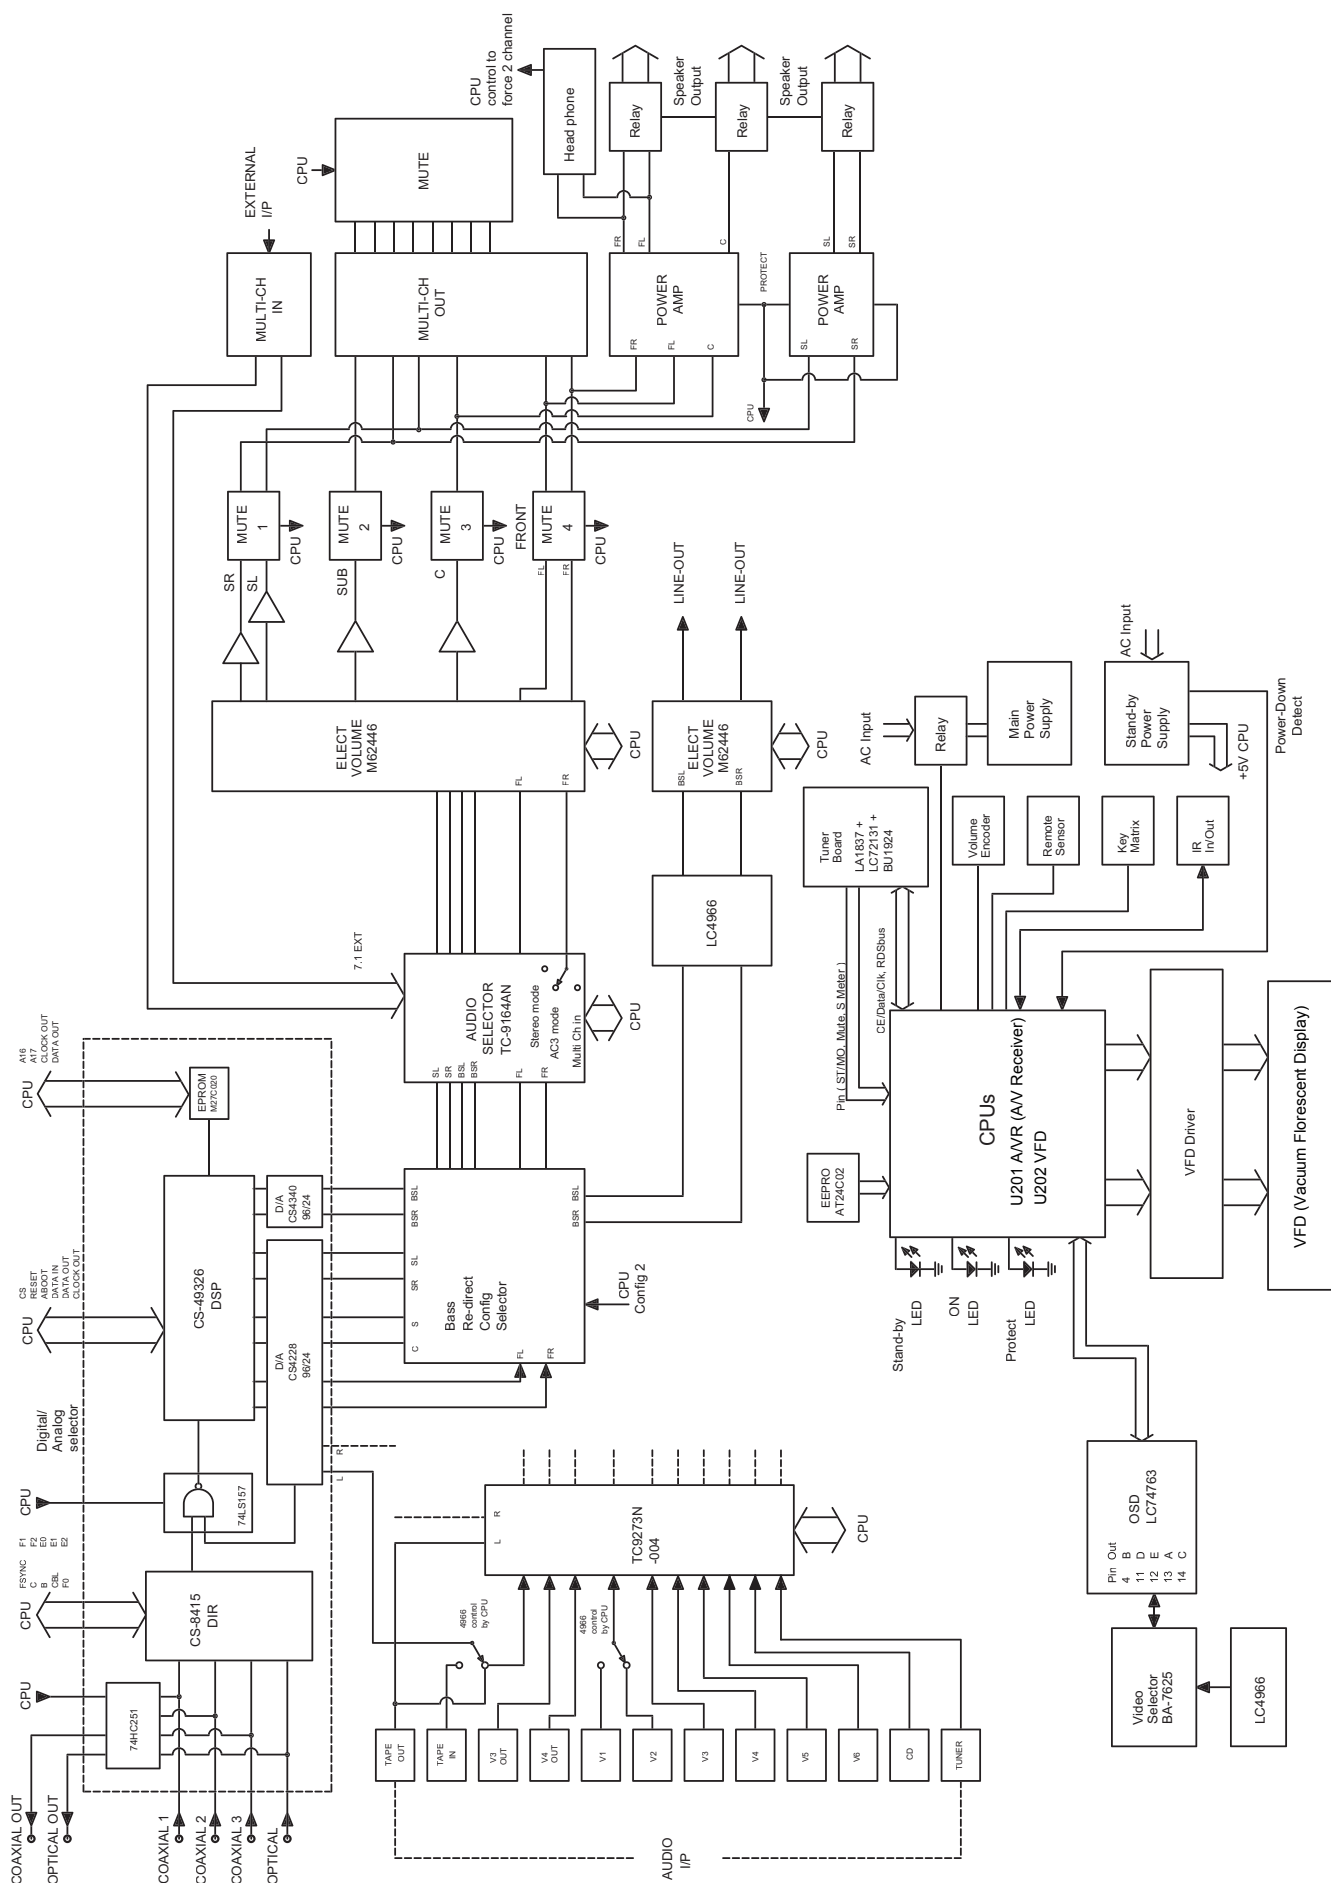 COAXIAL OUT
OPTICAL OUT
COAXIAL 1
COAXIAL 2
COAXIAL 3
OPTICAL
CPU
74HC251
CPU
FSYNC
C
B
CBL
F0
F1
F2
E0
E1
E2
CS-8415
DIR
CPU
74LS157
Digital/
Analog
selector
CPU
CS
RESET
ABOOT
DATA IN
DATA OUT
CLOCK OUT
CS-49326
DSP
D/A
CS4228
96/24
D/A
CS4340
96/24
L
R
CPU
A16
A17
CLOCK OUT
DATA OUT
EPROM
M27C020
C
S
SR
SL
BSR
BSL
FL
FR
Bass
Re-direct
Config
Selector
BSR
BSL
CPU
Config 2
7.1 EXT
SL
SR
BSL
BSR
FL
FR
AUDIO
SELECTOR
TC-9164AN
Stereo mode
AC3 mode
Multi Ch in
CPU
LC4966
ELECT
VOLUME
M62446
FL
FR
CPU
BSL
BSR
ELECT
VOLUME
M62446
CPU
LINE-OUT
LINE-OUT
SR
SL
SUB
C
FRONT
FL
FR
MUTE
1
CPU
MUTE
2
CPU
MUTE
3
CPU
MUTE
4
CPU
EXTERNAL
I/P
MULTI-CH
IN
MULTI-CH
OUT
CPU
MUTE
CPU
control to
force 2 channel
Head phone
FR
FL
C
POWER
AMP
FR
FL
C
PROTECT
CPU
SL
SR
POWER
AMP
SL
SR
Relay
Speaker
Output
Relay
Speaker
Output
Relay
AUDIO
I/P
TAPE
OUT
TAPE
IN
V3
OUT
V4
OUT
V1
V2
V3
V4
V5
V6
CD
TUNER
4966
control
by CPU
4966
control
by CPU
L
R
TC9273N
-004
CPU
Tuner
Board
LA1837 +
LC72131 +
BU1924
Pin ( ST/MO, Mute, S Meter )
CE/Data/Clk, RDSbus
AC Input
Relay
Main
Power
Supply
AC Input
Stand-by
Power
Supply
+5V CPU
Power-Down
Detect
Volume
Encoder
Remote
Sensor
Key
Matrix
IR
In/Out
EEPRO
AT24C02
CPUs
U201 A/VR (A/V Receiver)
U202 VFD
Stand-by
LED
ON
LED
Protect
LED
VFD Driver
VFD (Vacuum Florescent Display)
OSD
LC74763
Pin Out
4 B
11 D
12 E
13 A
14 C
Video
Selector
BA-7625
LC4966